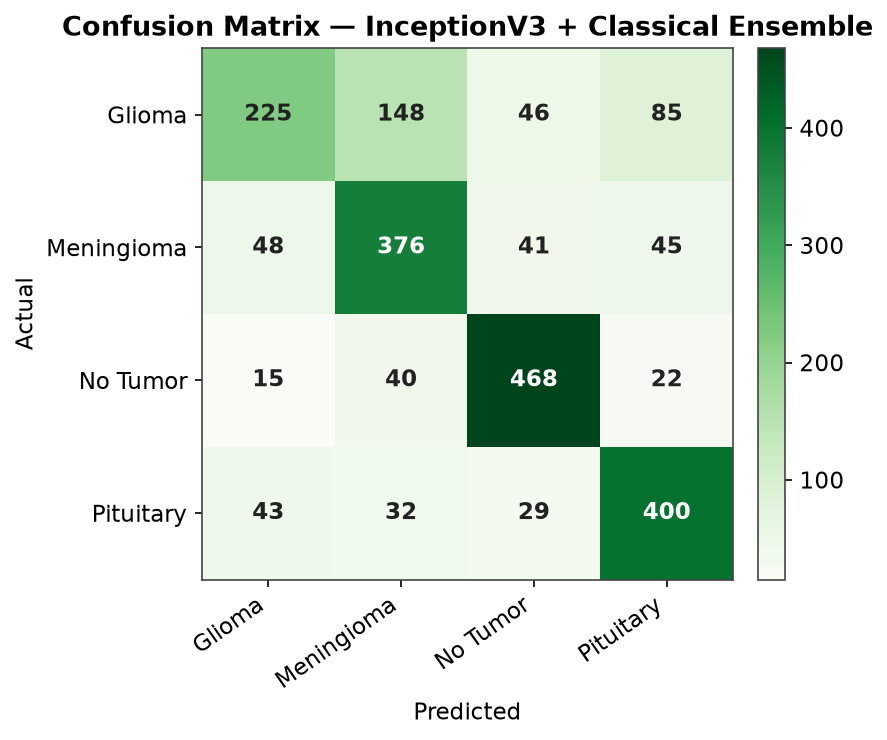 Confusion Matrix — InceptionV3 + Classical Ensemble
Glioma 225 148 46 85
Meningioma 48 376 41 45
No Tumor 15 40 468 22
Pituitary 43 32 29 400
Actual
Glioma Meningioma No Tumor Pituitary
Predicted
400
300
200
100